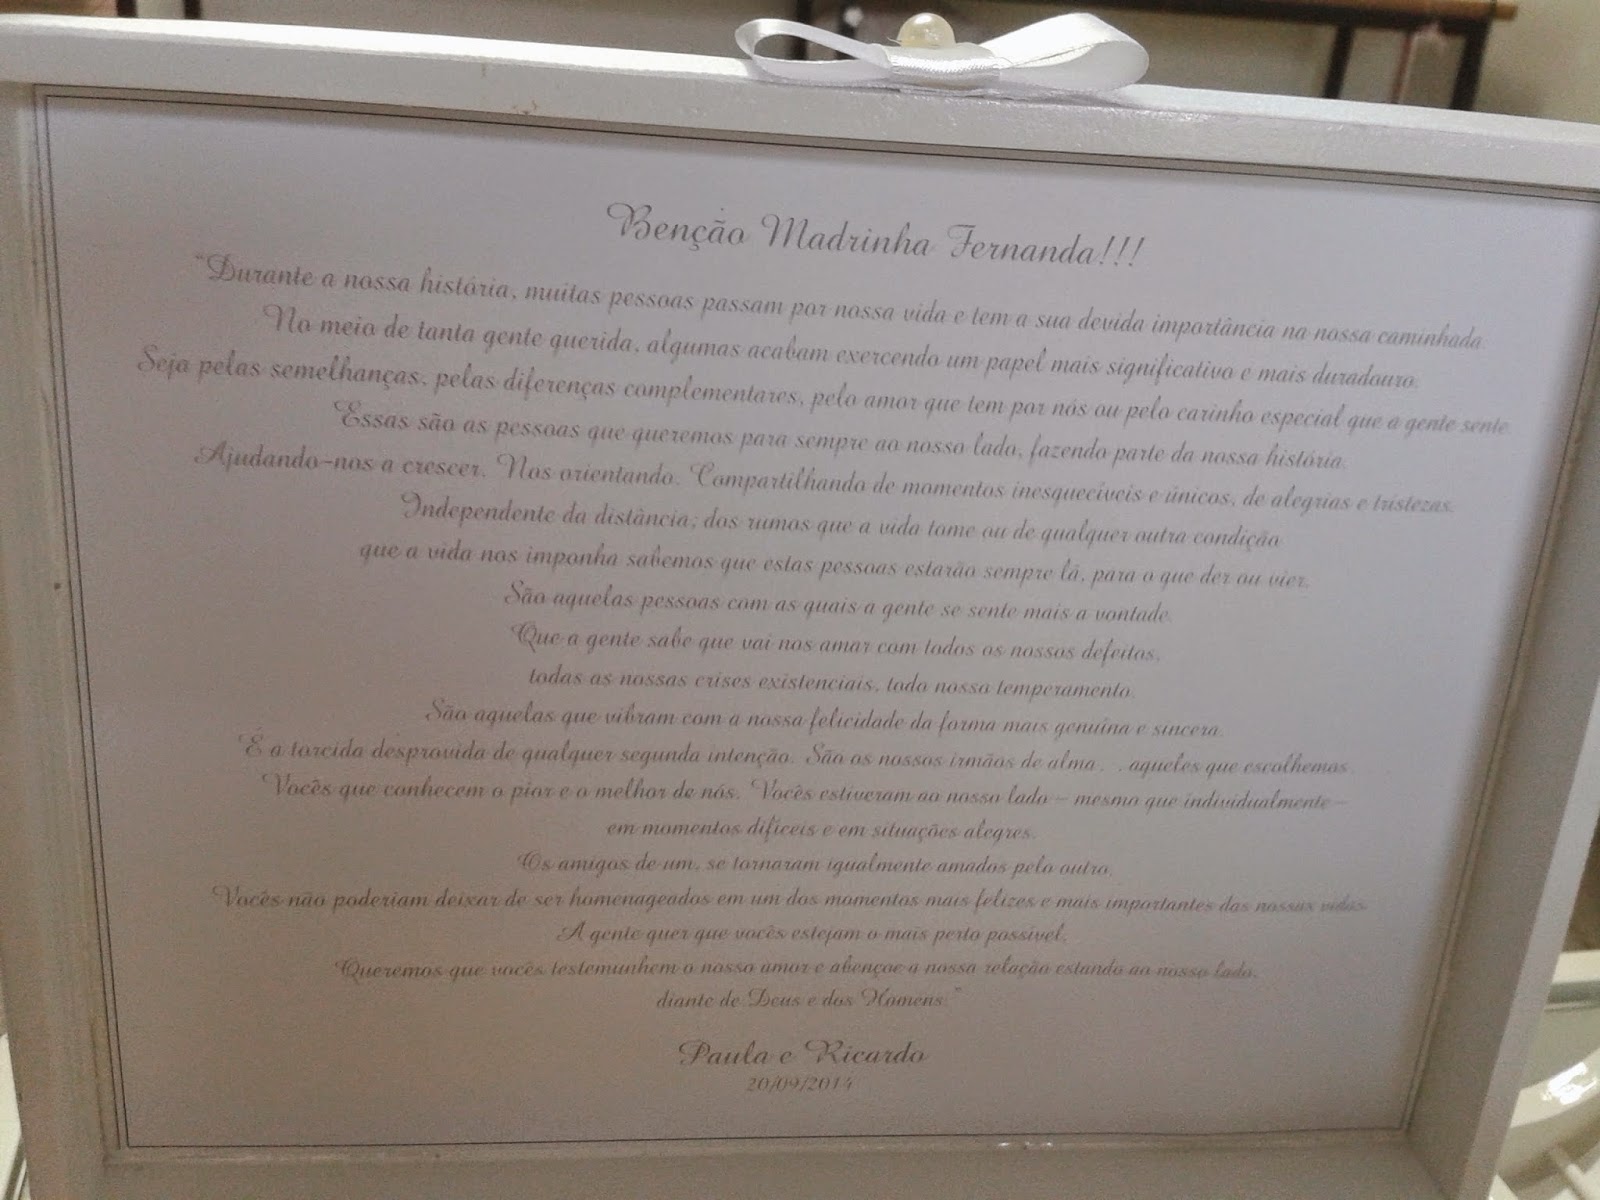 Benção Madrinha Fernanda!!!
"Durante a nossa história, muitas pessoas passam por nossa vida e tem a sua devida importância na nossa caminhada.
No meio de tanta gente querida, algumas acabam exercendo um papel mais significativo e mais duradouro.
Seja pelas semelhanças, pelas diferenças complementares, pelo amor que tem por nós ou pelo carinho especial que a gente sente.
Essas são as pessoas que queremos para sempre ao nosso lado, fazendo parte da nossa história.
Ajudando-nos a crescer. Nos orientando. Compartilhando de momentos inesquecíveis e únicos, de alegrias e tristezas.
Independente da distância; dos rumos que a vida tome ou de qualquer outra condição
que a vida nos imponha sabemos que estas pessoas estarão sempre lá, para o que der ou vier.
São aquelas pessoas com as quais a gente se sente mais a vontade.
Que a gente sabe que vai nos amar com todos os nossos defeitos,
todas as nossas crises existenciais, todo nosso temperamento.
São aquelas que vibram com a nossa felicidade da forma mais genuína e sincera.
É a torcida desprovida de qualquer segunda intenção. São os nossos irmãos de alma. . .aqueles que escolhemos.
Vocês que conhecem o pior e o melhor de nós. Vocês estiveram ao nosso lado – mesmo que individualmente –
em momentos difíceis e em situações alegres.
Os amigos de um, se tornaram igualmente amados pelo outro.
Vocês não poderiam deixar de ser homenageados em um dos momentos mais felizes e mais importantes das nossas vidas.
A gente quer que vocês estejam o mais perto possível.
Queremos que vocês testemunhem o nosso amor e abençoe a nossa relação estando ao nosso lado,
diante de Deus e dos Homens."
Paula e Ricardo
20/09/2014